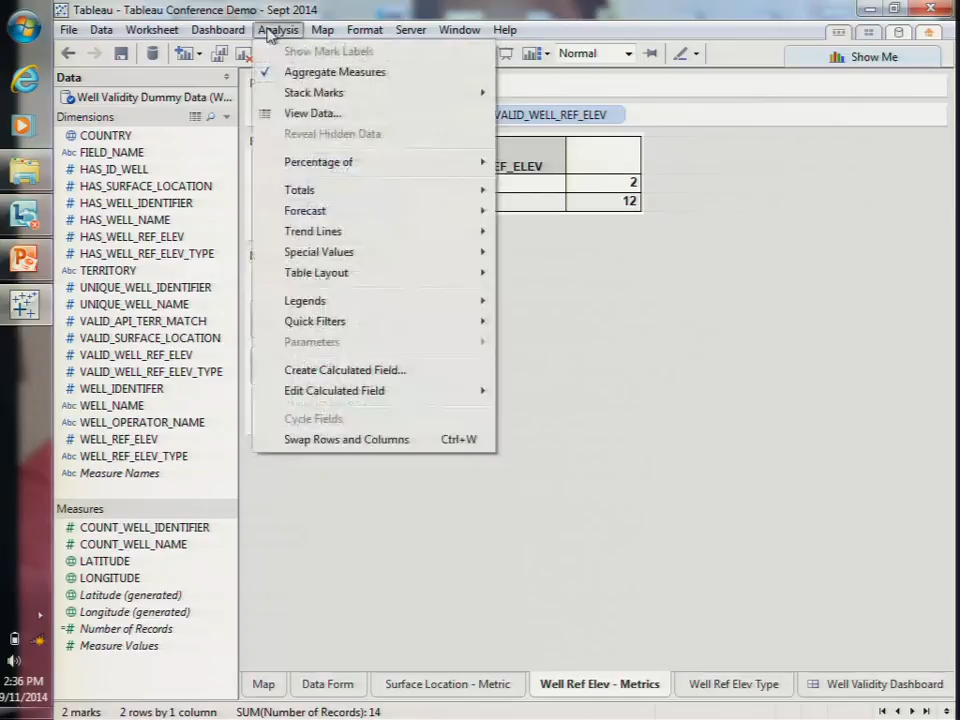 Tableau - Tableau Conference Demo - Sept 2014
File Data Worksheet Dashboard Analysis Map Format Server Window Help
Normal
Show Me
Data
Well Validity Dummy Data (W...
Dimensions
COUNTRY
Abc FIELD_NAME
# HAS_ID_WELL
# HAS_SURFACE_LOCATION
# HAS_WELL_IDENTIFIER
# HAS_WELL_NAME
# HAS_WELL_REF_ELEV
# HAS_WELL_REF_ELEV_TYPE
TERRITORY
# UNIQUE_WELL_IDENTIFIER
# UNIQUE_WELL_NAME
# VALID_API_TERR_MATCH
# VALID_SURFACE_LOCATION
# VALID_WELL_REF_ELEV
# VALID_WELL_REF_ELEV_TYPE
# WELL_IDENTIFER
Abc WELL_NAME
Abc WELL_OPERATOR_NAME
# WELL_REF_ELEV
Abc WELL_REF_ELEV_TYPE
Abc Measure Names
Measures
# COUNT_WELL_IDENTIFIER
# COUNT_WELL_NAME
LATITUDE
LONGITUDE
Latitude (generated)
Longitude (generated)
=# Number of Records
# Measure Values
Show Mark Labels
Aggregate Measures
Stack Marks
View Data...
Reveal Hidden Data
Percentage of
Totals
Forecast
Trend Lines
Special Values
Table Layout
Legends
Quick Filters
Parameters
Create Calculated Field...
Edit Calculated Field
Cycle Fields
Swap Rows and Columns Ctrl+W
VALID_WELL_REF_ELEV
EF_ELEV
2
12
Map Data Form Surface Location - Metric Well Ref Elev - Metrics Well Ref Elev Type Well Validity Dashboard
2 marks 2 rows by 1 column SUM(Number of Records): 14
2:36 PM
9/11/2014